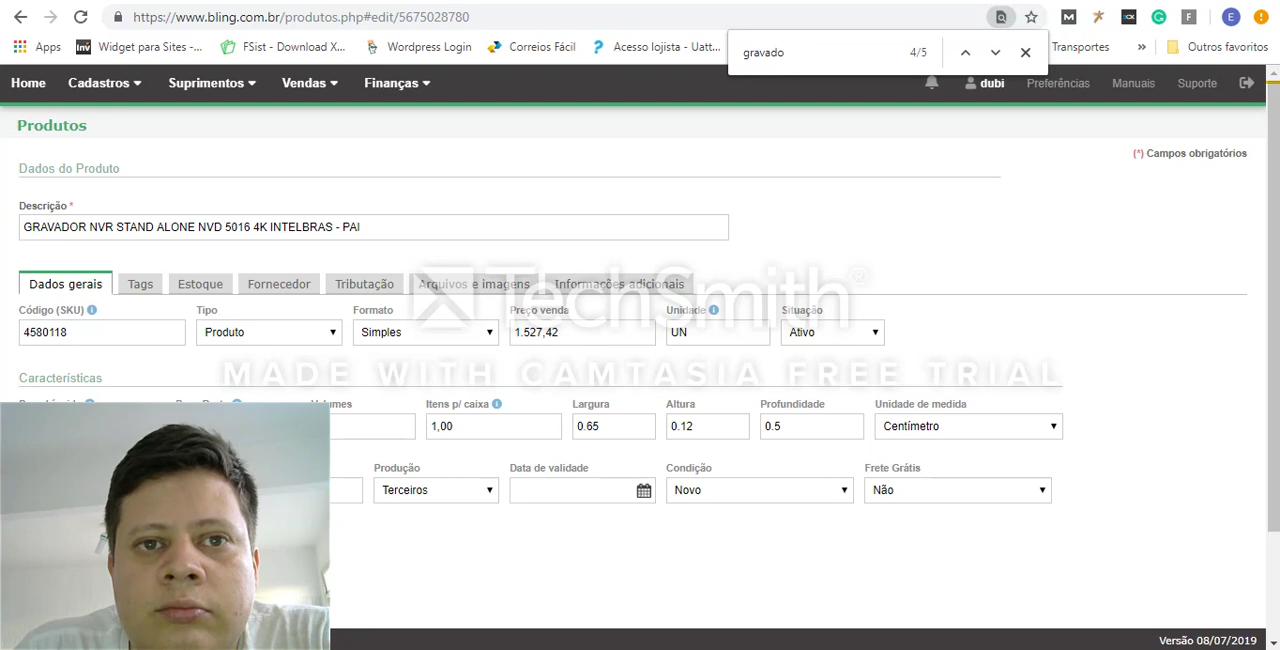 https://www.bling.com.br/produtos.php#edit/5675028780
Apps Widget para Sites -... FSist - Download X... Wordpress Login Correios Fácil Acesso lojista - Uatt... Transportes » Outros favoritos
gravado 4/5
Home Cadastros Suprimentos Vendas Finanças dubi Preferências Manuais Suporte
Produtos
(*) Campos obrigatórios
Dados do Produto
Descrição *
GRAVADOR NVR STAND ALONE NVD 5016 4K INTELBRAS - PAI
Dados gerais Tags Estoque Fornecedor Tributação Arquivos e imagens Informações adicionais
TechSmith®
Código (SKU) Tipo Formato Preço venda Unidade Situação
4580118 Produto Simples 1.527,42 UN Ativo
MADE WITH CAMTASIA FREE TRIAL
Características
Volumes Itens p/ caixa Largura Altura Profundidade Unidade de medida
1,00 0.65 0.12 0.5 Centímetro
Produção Data de validade Condição Frete Grátis
Terceiros Novo Não
Versão 08/07/2019